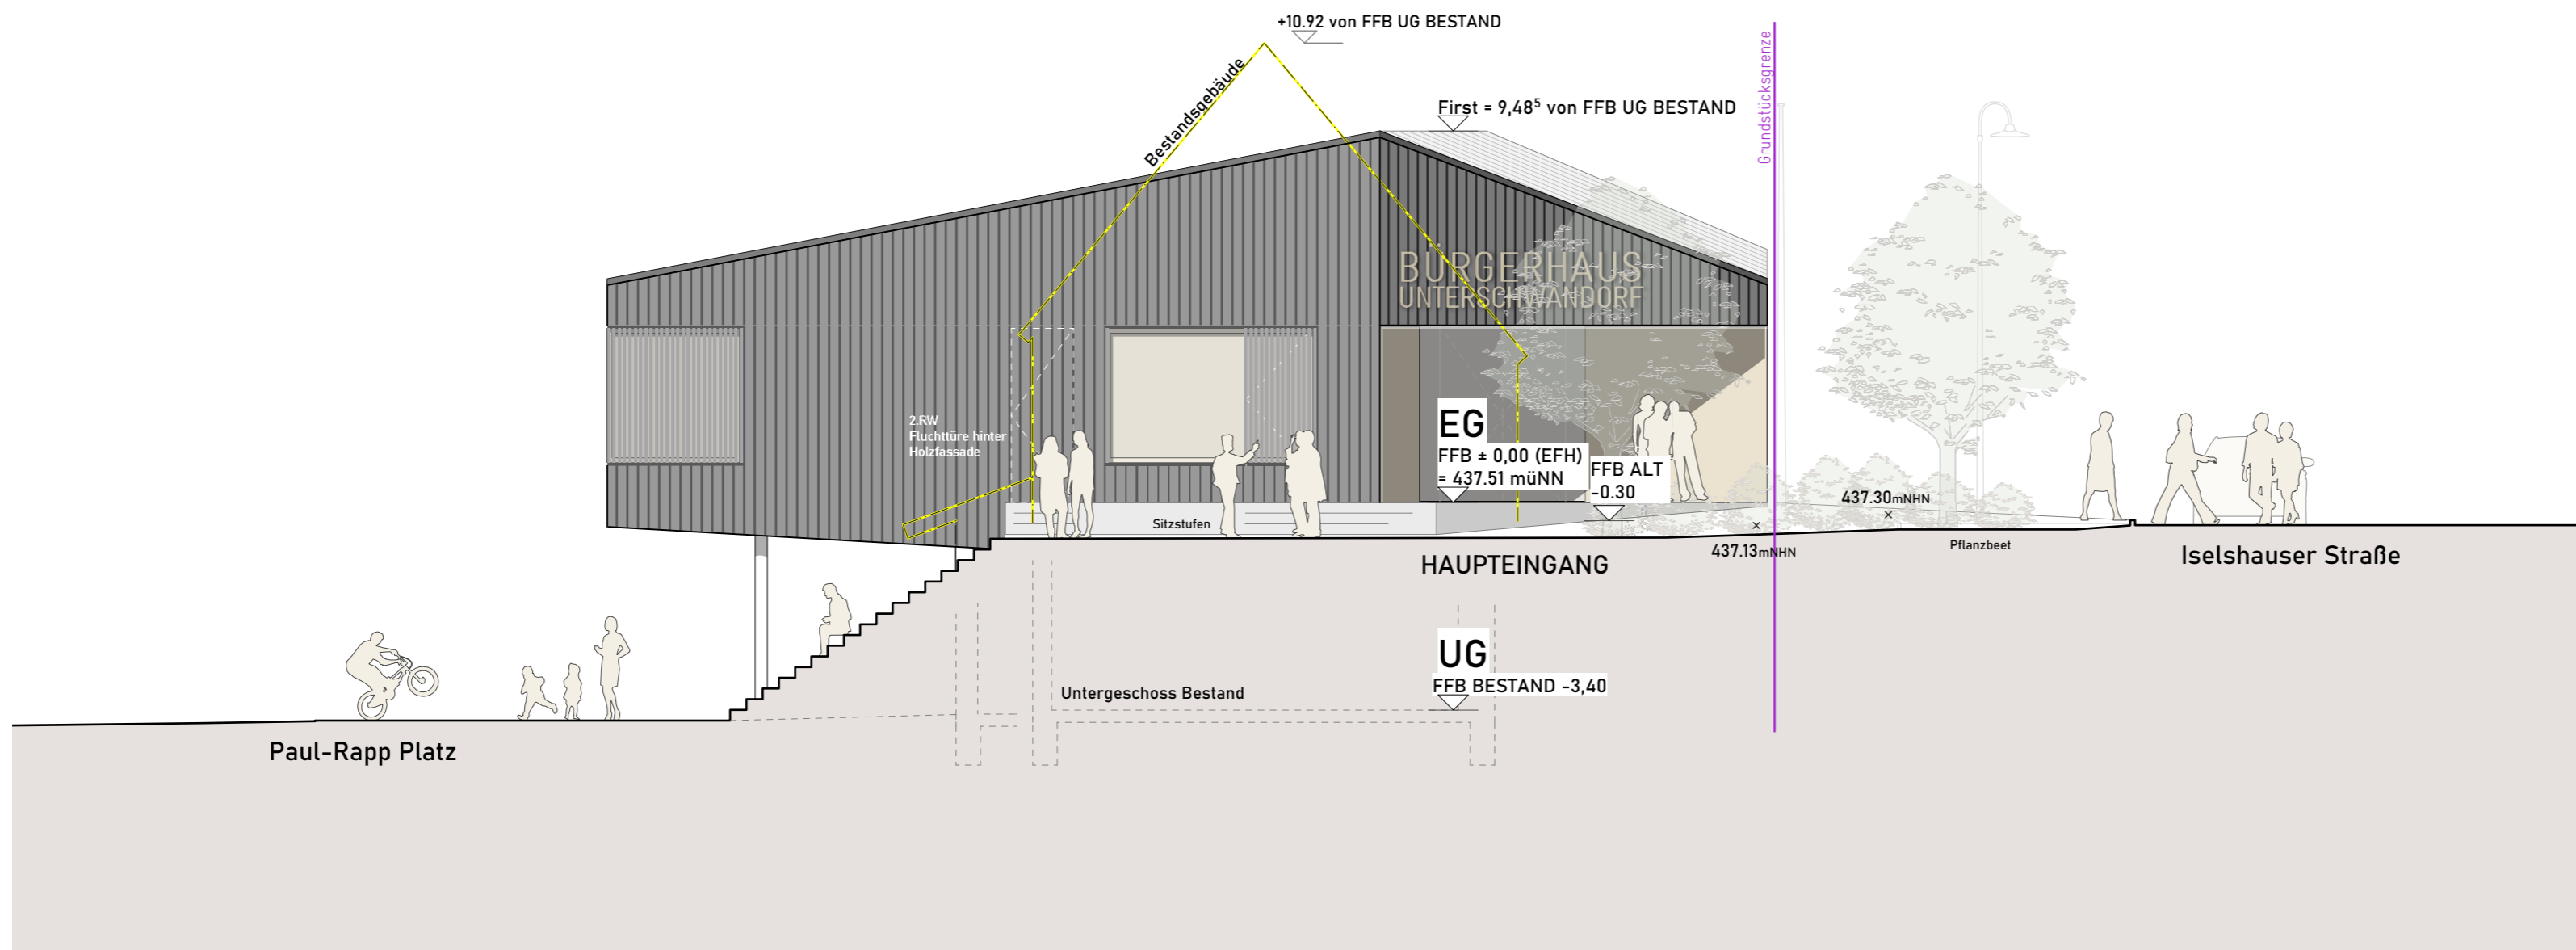 +10.92 von FFB UG BESTAND
Grundstücksgrenze
Bestandsgebäude
First = 9,48⁵ von FFB UG BESTAND
BÜRGERHAUS
UNTERSCHWANDORF
2.RW
Fluchttüre hinter
Holzfassade
EG
FFB ± 0,00 (EFH)
= 437.51 müNN
FFB ALT
-0.30
437.30mNHN
Sitzstufen
437.13mNHN
Pflanzbeet
HAUPTEINGANG
Iselshauser Straße
UG
FFB BESTAND -3,40
Untergeschoss Bestand
Paul-Rapp Platz